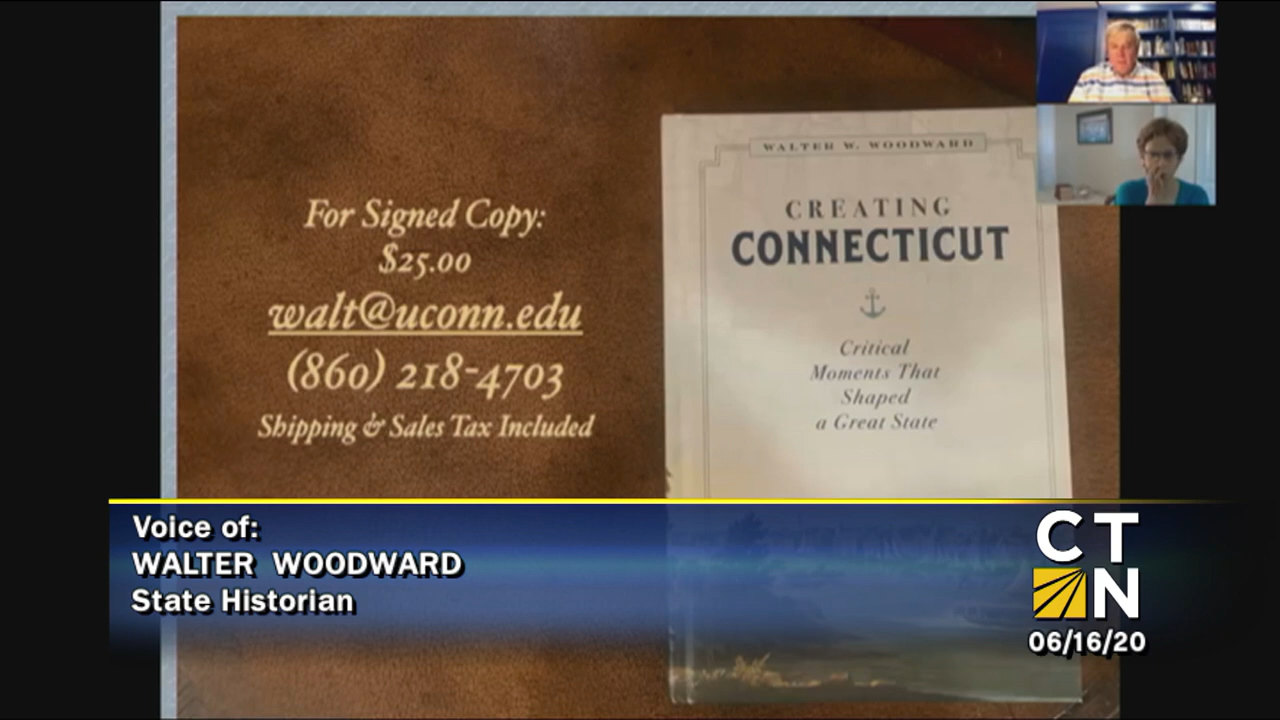 For Signed Copy:
$25.00
walt@uconn.edu
(860) 218-4703
Shipping & Sales Tax Included
WALTER W. WOODWARD
CREATING
CONNECTICUT
Critical
Moments That
Shaped
a Great State
Voice of:
WALTER WOODWARD
State Historian
CT
N
06/16/20